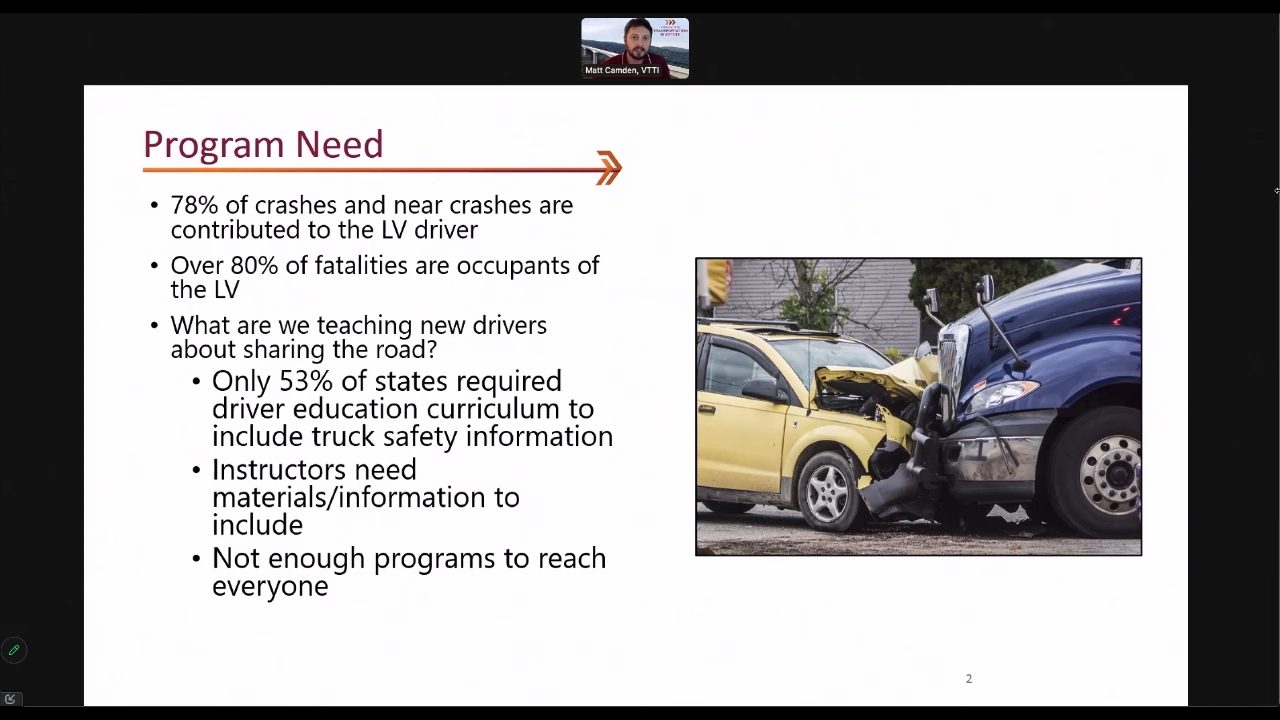 TRANSPORTATION
INSTITUTE
Matt Camden, VTTI
Program Need
• 78% of crashes and near crashes are
contributed to the LV driver
• Over 80% of fatalities are occupants of
the LV
• What are we teaching new drivers
about sharing the road?
• Only 53% of states required
driver education curriculum to
include truck safety information
• Instructors need
materials/information to
include
• Not enough programs to reach
everyone
2